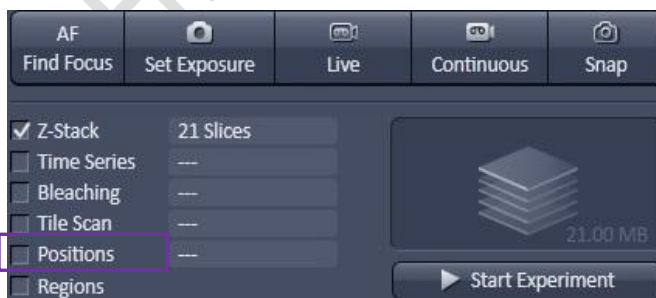 AF
Find Focus
Set Exposure
Live
Continuous
Snap
Z-Stack 21 Slices
Time Series ---
Bleaching ---
Tile Scan ---
Positions ---
Regions
21.00 MB
Start Experiment